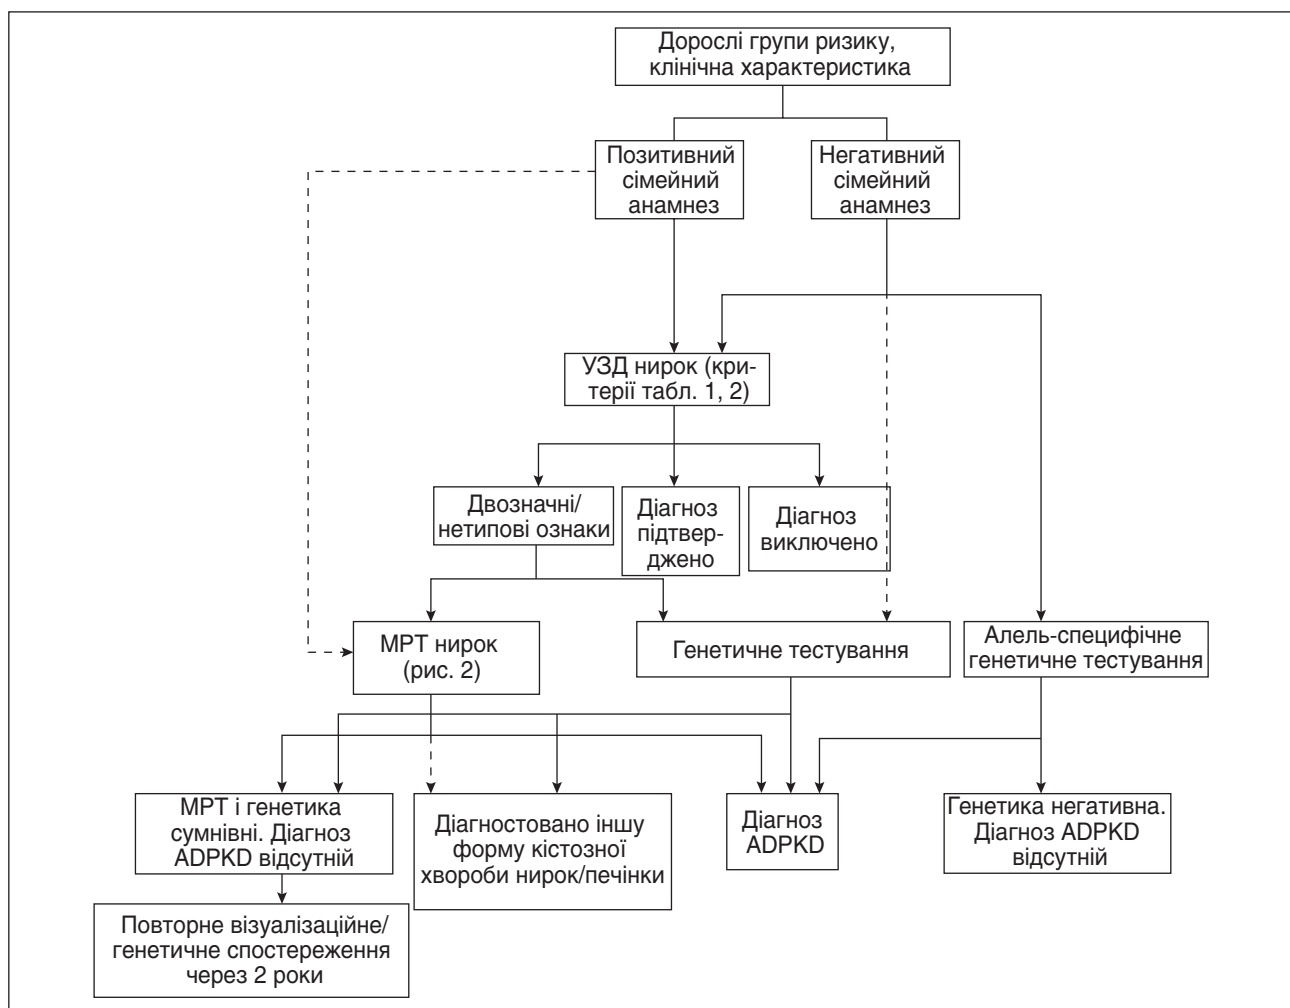 Дорослі групи ризику,
клінічна характеристика
Позитивний
сімейний
анамнез
Негативний
сімейний
анамнез
УЗД нирок (кри-
терії табл. 1, 2)
Двозначні/
нетипові ознаки
Діагноз
підтвер-
джено
Діагноз
виключено
МРТ нирок
(рис. 2)
Генетичне тестування
Алель-специфічне
генетичне тестування
МРТ і генетика
сумнівні. Діагноз
ADPKD відсутній
Діагностовано іншу
форму кістозної
хвороби нирок/печінки
Діагноз
ADPKD
Генетика негативна.
Діагноз ADPKD
відсутній
Повторне візуалізаційне/
генетичне спостереження
через 2 роки